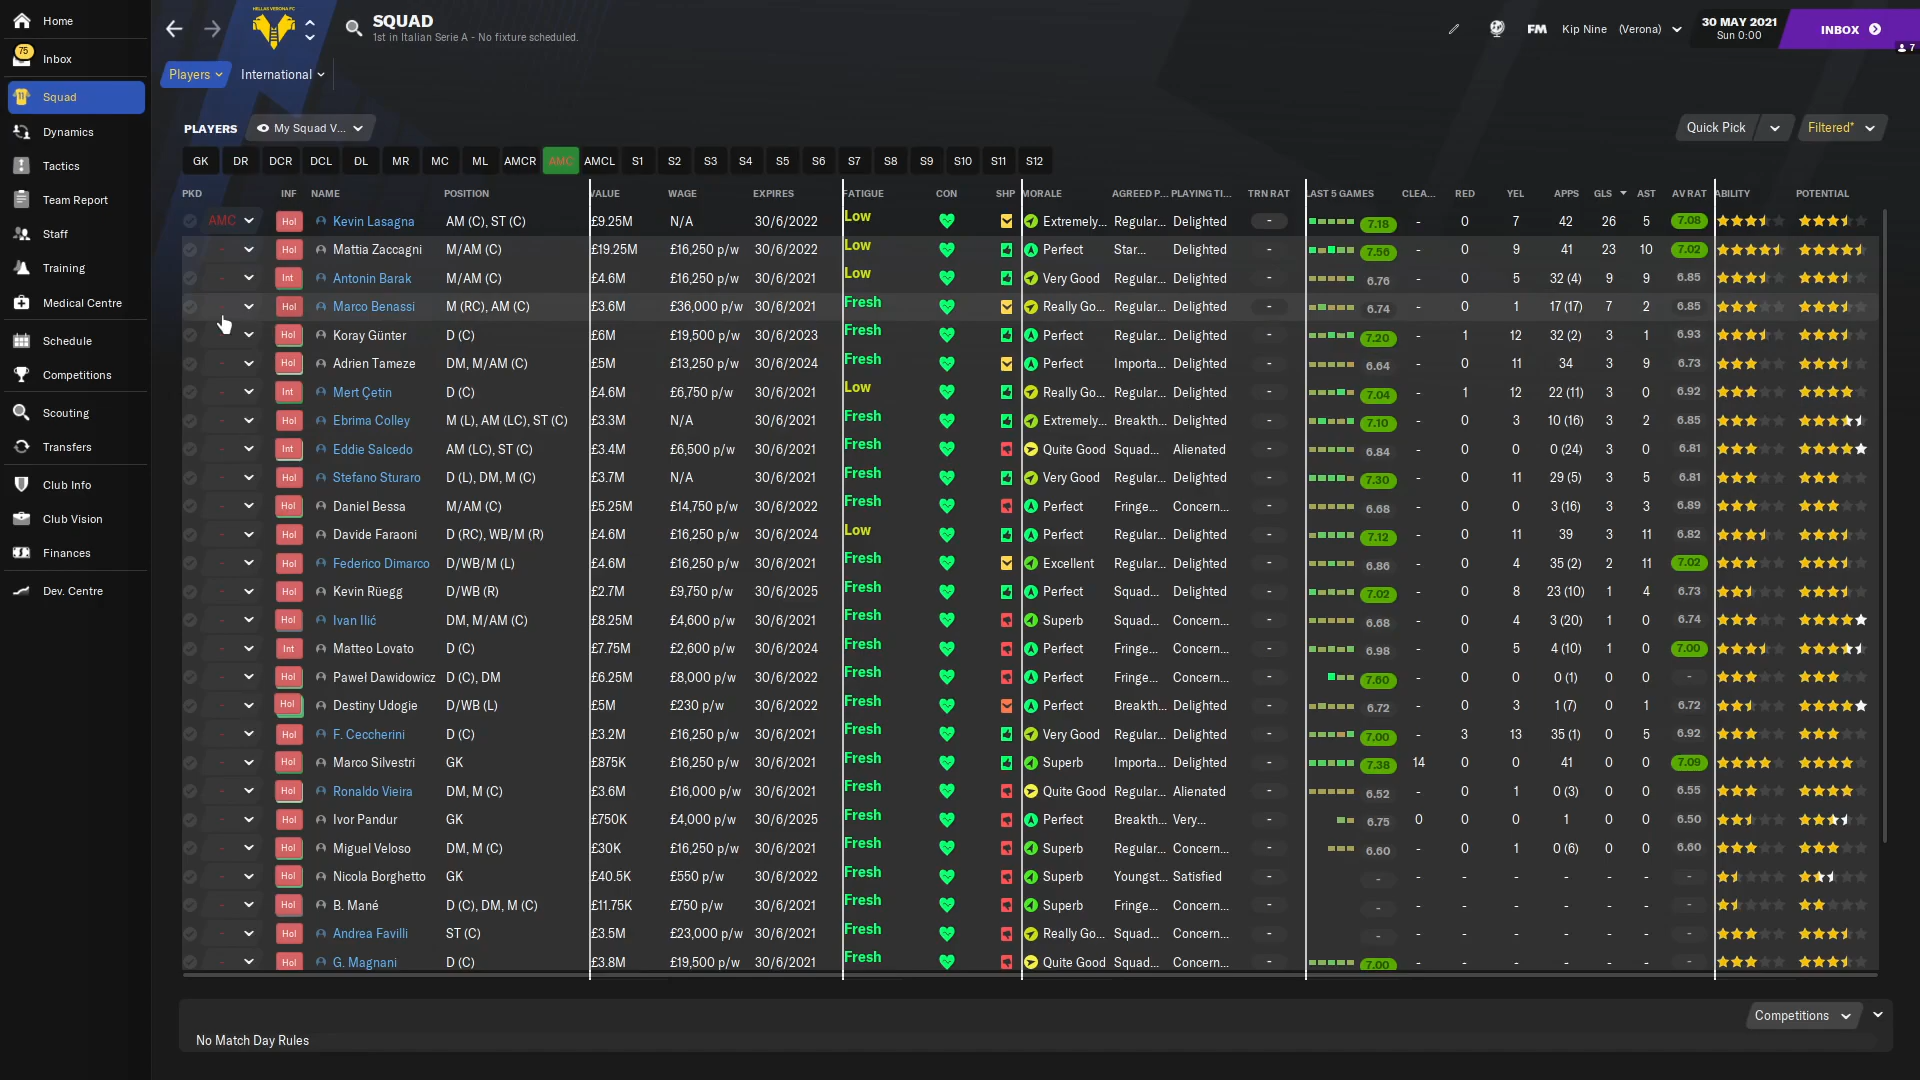 Home
75
Inbox
Squad
Dynamics
Tactics
Team Report
Staff
Training
Medical Centre
Schedule
Competitions
Scouting
Transfers
Club Info
Club Vision
Finances
Dev. Centre
HELLAS VERONA FC
SQUAD
1st in Italian Serie A - No fixture scheduled.
FM Kip Nine (Verona)
30 MAY 2021
Sun 0:00
INBOX
7
Players International
PLAYERS My Squad V...
Quick Pick Filtered*
GK DR DCR DCL DL MR MC ML AMCR AMC AMCL S1 S2 S3 S4 S5 S6 S7 S8 S9 S10 S11 S12
PKD INF NAME POSITION VALUE WAGE EXPIRES FATIGUE CON SHP MORALE AGREED P... PLAYING TI... TRN RAT LAST 5 GAMES CLEA... RED YEL APPS GLS AST AV RAT ABILITY POTENTIAL
AMC Hol Kevin Lasagna AM (C), ST (C) £9.25M N/A 30/6/2022 Low Extremely... Regular... Delighted - 7.18 - 0 7 42 26 5 7.08
- Hol Mattia Zaccagni M/AM (C) £19.25M £16,250 p/w 30/6/2022 Low Perfect Star... Delighted - 7.56 - 0 9 41 23 10 7.02
- Int Antonin Barak M/AM (C) £4.6M £16,250 p/w 30/6/2021 Low Very Good Regular... Delighted - 6.76 - 0 5 32 (4) 9 9 6.85
- Hol Marco Benassi M (RC), AM (C) £3.6M £36,000 p/w 30/6/2021 Fresh Really Go... Regular... Delighted - 6.74 - 0 1 17 (17) 7 2 6.85
- Hol Koray Günter D (C) £6M £19,500 p/w 30/6/2023 Fresh Perfect Regular... Delighted - 7.20 - 1 12 32 (2) 3 1 6.93
- Hol Adrien Tameze DM, M/AM (C) £5M £13,250 p/w 30/6/2024 Fresh Perfect Importa... Delighted - 6.64 - 0 11 34 3 9 6.73
- Int Mert Çetin D (C) £4.6M £6,750 p/w 30/6/2021 Low Really Go... Regular... Delighted - 7.04 - 1 12 22 (11) 3 0 6.92
- Hol Ebrima Colley M (L), AM (LC), ST (C) £3.3M N/A 30/6/2021 Fresh Extremely... Breakth... Delighted - 7.10 - 0 3 10 (16) 3 2 6.85
- Int Eddie Salcedo AM (LC), ST (C) £3.4M £6,500 p/w 30/6/2021 Fresh Quite Good Squad... Alienated - 6.84 - 0 0 0 (24) 3 0 6.81
- Hol Stefano Sturaro D (L), DM, M (C) £3.7M N/A 30/6/2021 Fresh Very Good Regular... Delighted - 7.30 - 0 11 29 (5) 3 5 6.81
- Hol Daniel Bessa M/AM (C) £5.25M £14,750 p/w 30/6/2022 Fresh Perfect Fringe... Concern... - 6.68 - 0 0 3 (16) 3 3 6.89
- Hol Davide Faraoni D (RC), WB/M (R) £4.6M £16,250 p/w 30/6/2024 Low Perfect Regular... Delighted - 7.12 - 0 11 39 3 11 6.82
- Hol Federico Dimarco D/WB/M (L) £4.6M £16,250 p/w 30/6/2021 Fresh Excellent Regular... Delighted - 6.86 - 0 4 35 (2) 2 11 7.02
- Hol Kevin Rüegg D/WB (R) £2.7M £9,750 p/w 30/6/2025 Fresh Perfect Squad... Delighted - 7.02 - 0 8 23 (10) 1 4 6.73
- Hol Ivan Ilić DM, M/AM (C) £8.25M £4,600 p/w 30/6/2021 Fresh Superb Squad... Concern... - 6.68 - 0 4 3 (20) 1 0 6.74
- Int Matteo Lovato D (C) £7.75M £2,600 p/w 30/6/2024 Fresh Perfect Fringe... Concern... - 6.98 - 0 5 4 (10) 1 0 7.00
- Hol Paweł Dawidowicz D (C), DM £6.25M £8,000 p/w 30/6/2022 Fresh Perfect Fringe... Concern... - 7.60 - 0 0 0 (1) 0 0 -
- Hol Destiny Udogie D/WB (L) £5M £230 p/w 30/6/2022 Fresh Perfect Breakth... Delighted - 6.72 - 0 3 1 (7) 0 1 6.72
- Hol F. Ceccherini D (C) £3.2M £16,250 p/w 30/6/2021 Fresh Very Good Regular... Delighted - 7.00 - 3 13 35 (1) 0 5 6.92
- Hol Marco Silvestri GK £875K £16,250 p/w 30/6/2021 Fresh Superb Importa... Delighted - 7.38 14 0 0 41 0 0 7.09
- Hol Ronaldo Vieira DM, M (C) £3.6M £16,000 p/w 30/6/2021 Fresh Quite Good Regular... Alienated - 6.52 - 0 1 0 (3) 0 0 6.55
- Hol Ivor Pandur GK £750K £4,000 p/w 30/6/2025 Fresh Perfect Breakth... Very... - 6.75 0 0 0 1 0 0 6.50
- Hol Miguel Veloso DM, M (C) £30K £16,250 p/w 30/6/2021 Fresh Superb Regular... Concern... - 6.60 - 0 1 0 (6) 0 0 6.60
- Hol Nicola Borghetto GK £40.5K £550 p/w 30/6/2022 Fresh Superb Youngst... Satisfied - - - - - - - - -
- Hol B. Mané D (C), DM, M (C) £11.75K £750 p/w 30/6/2021 Fresh Superb Fringe... Concern... - - - - - - - - -
- Hol Andrea Favilli ST (C) £3.5M £23,000 p/w 30/6/2021 Fresh Really Go... Squad... Concern... - - - - - - - - -
- Hol G. Magnani D (C) £3.8M £19,500 p/w 30/6/2021 Fresh Quite Good Squad... Concern... - 7.00 - - - - - - -
Competitions
No Match Day Rules